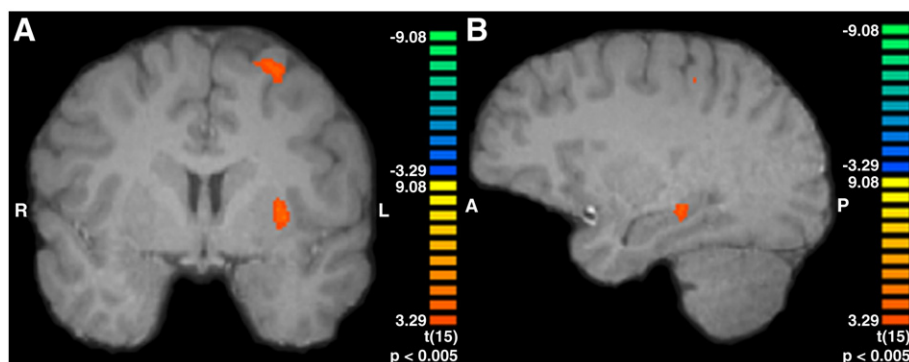 A
-9.08
-3.29
9.08
R
L
3.29
t(15)
p < 0.005
B
-9.08
-3.29
9.08
A
P
3.29
t(15)
p < 0.005